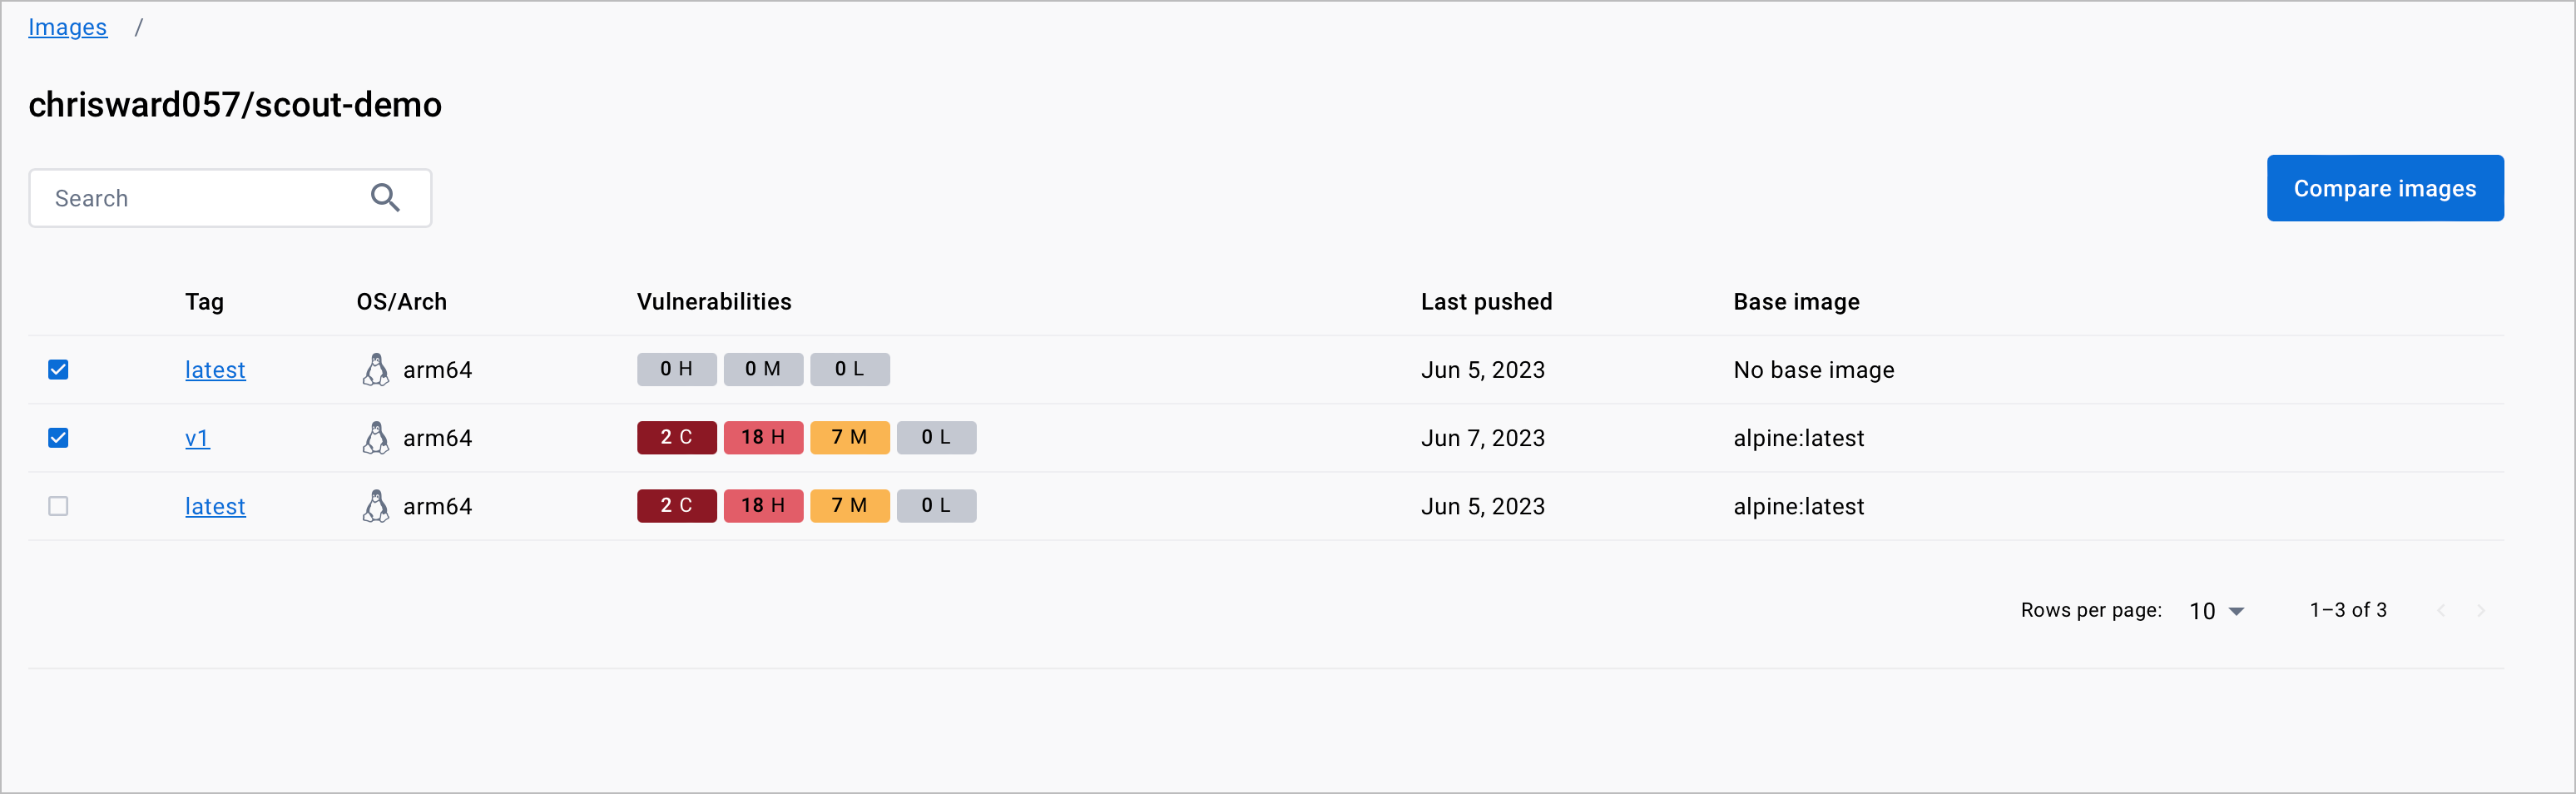 Images /
chrisward057/scout-demo
Search
Compare images
Tag OS/Arch Vulnerabilities Last pushed Base image
latest arm64 0 H 0 M 0 L Jun 5, 2023 No base image
v1 arm64 2 C 18 H 7 M 0 L Jun 7, 2023 alpine:latest
latest arm64 2 C 18 H 7 M 0 L Jun 5, 2023 alpine:latest
Rows per page: 10 1–3 of 3